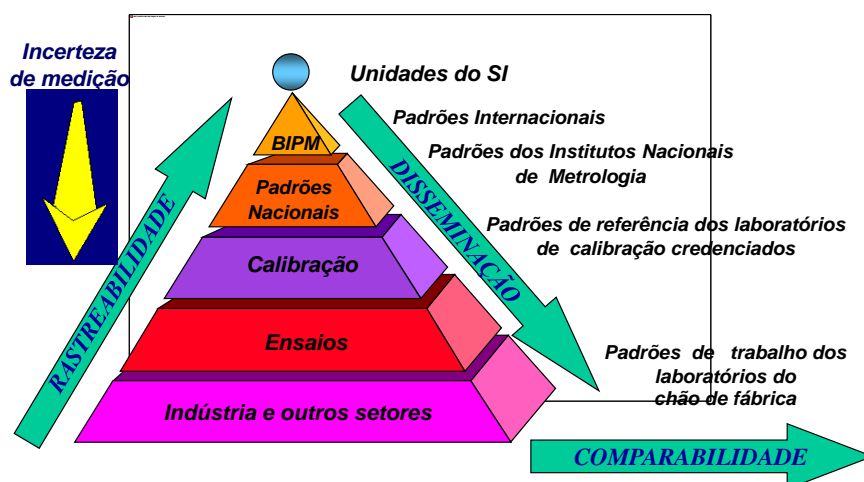 Incerteza
de medição
Unidades do SI
Padrões Internacionais
BIPM
Padrões dos Institutos Nacionais
de Metrologia
Padrões
Nacionais
Padrões de referência dos laboratórios
de calibração credenciados
Calibração
Ensaios
Padrões de trabalho dos
laboratórios do
chão de fábrica
Indústria e outros setores
RASTREABILIDADE
DISSEMINAÇÃO
COMPARABILIDADE